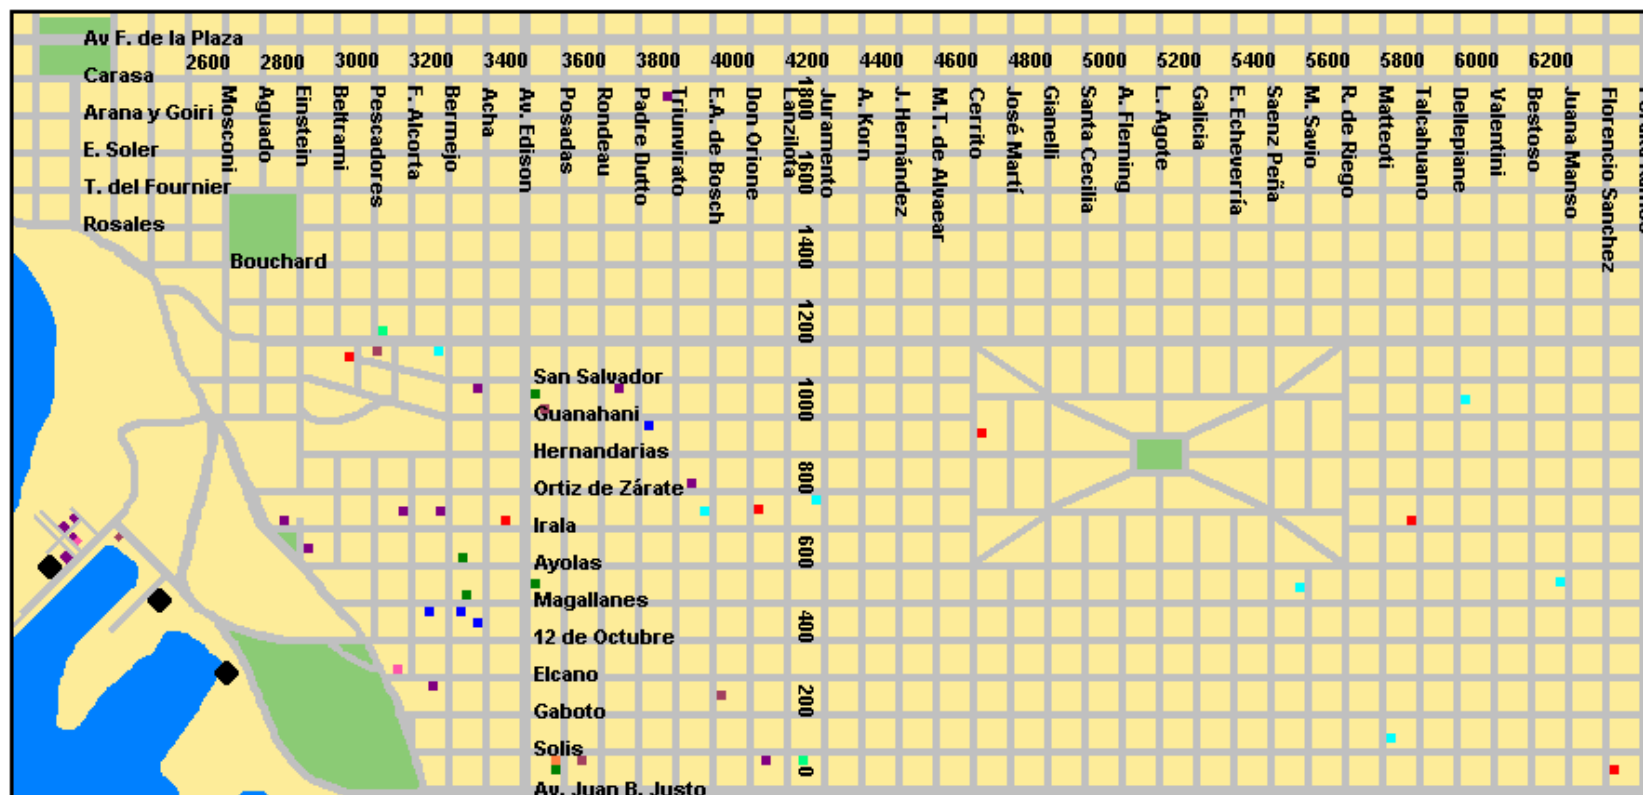 Av F. de la Plaza
2600 2800 3000 3200 3400 3600 3800 4000 4200 4400 4600 4800 5000 5200 5400 5600 5800 6000 6200
Carasa
Arana y Goiri
E. Soler
T. del Fournier
Rosales
Bouchard
Mosconi
Aguado
Einstein
Beltrami
Pescadores
F. Alcorta
Bermejo
Acha
Av. Edison
Posadas
Rondeau
Padre Dutto
Triunvirato
E.A. de Bosch
Don Orione
Lanzilota
Juramento
A. Korn
J. Hernández
M.T. de Alvaear
Cerrito
José Martí
Gianelli
Santa Cecilia
A. Fleming
L. Agote
Galicia
E. Echeverría
Saenz Peña
M. Savio
R. de Riego
Matteoti
Talcahuano
Dellepiane
Valentini
Bestoso
Juana Manso
Fiorencio Sanchez
1800
1600
1400
1200
1000
800
600
400
200
0
San Salvador
Guanahani
Hernandarias
Ortiz de Zárate
Irala
Ayolas
Magallanes
12 de Octubre
Elcano
Gaboto
Solis
Av. Juan B. Justo